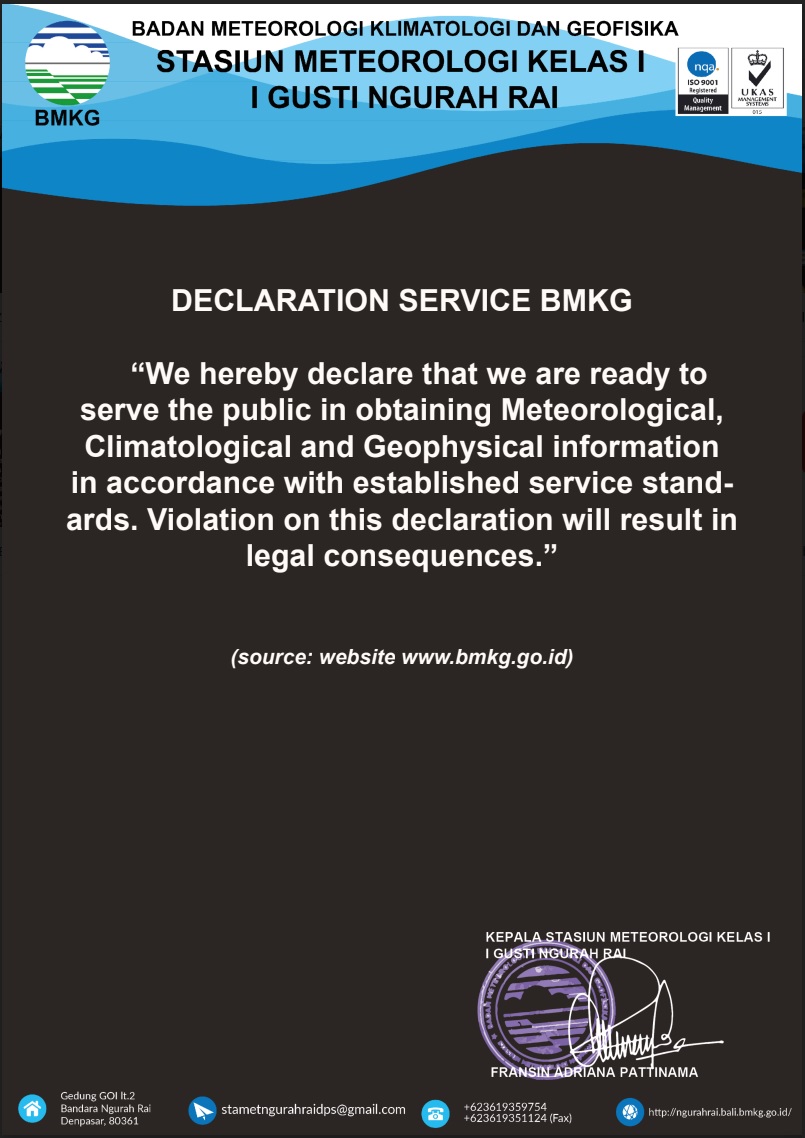 BADAN METEOROLOGI KLIMATOLOGI DAN GEOFISIKA
STASIUN METEOROLOGI KELAS I
I GUSTI NGURAH RAI
BMKG
nqa.
ISO 9001
Registered
Quality
Management
UKAS
MANAGEMENT
SYSTEMS
015
DECLARATION SERVICE BMKG
“We hereby declare that we are ready to
serve the public in obtaining Meteorological,
Climatological and Geophysical information
in accordance with established service stand-
ards. Violation on this declaration will result in
legal consequences.”
(source: website www.bmkg.go.id)
KEPALA STASIUN METEOROLOGI KELAS I
I GUSTI NGURAH RAI
FRANSIN ADRIANA PATTINAMA
Gedung GOI lt.2
Bandara Ngurah Rai
Denpasar, 80361
stametngurahraidps@gmail.com
+623619359754
+623619351124 (Fax)
http://ngurahrai.bali.bmkg.go.id/